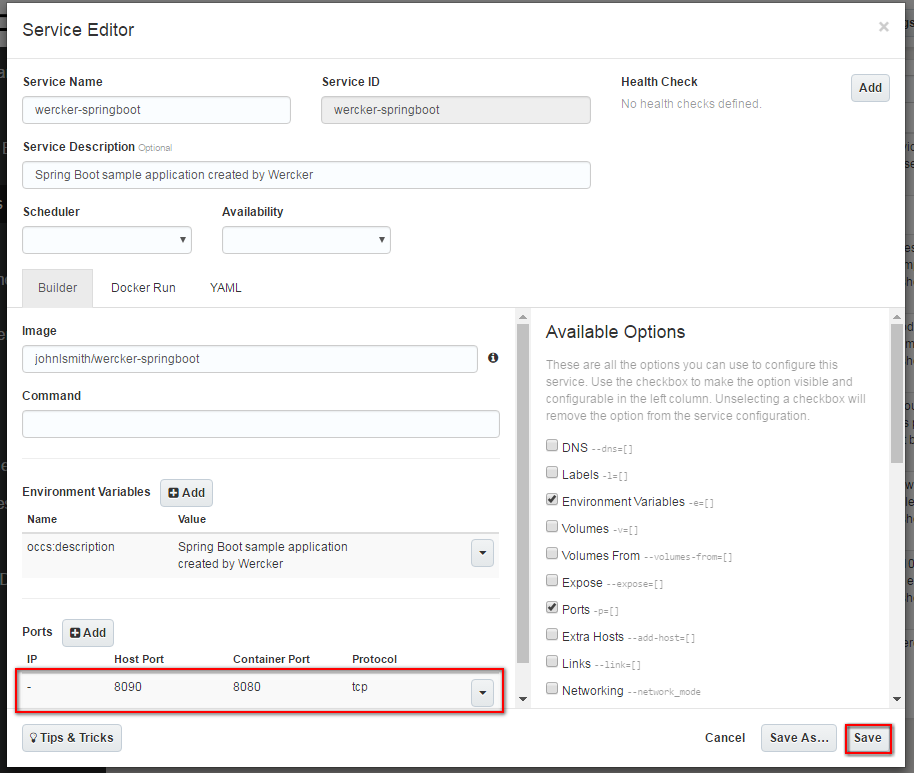 Service Editor
×
Service Name
Service ID
Health Check
Add
wercker-springboot
wercker-springboot
No health checks defined.
Service Description Optional
Spring Boot sample application created by Wercker
Scheduler
Availability
Builder
Docker Run
YAML
Image
johnlsmith/wercker-springboot
Command
Environment Variables
Add
Name
Value
occs:description
Spring Boot sample application
created by Wercker
Ports
Add
IP
Host Port
Container Port
Protocol
-
8090
8080
tcp
Available Options
These are all the options you can use to configure this
service. Use the checkbox to make the option visible and
configurable in the left column. Unselecting a checkbox will
remove the option from the service configuration.
DNS --dns=[]
Labels -l=[]
Environment Variables -e=[]
Volumes -v=[]
Volumes From --volumes-from=[]
Expose --expose=[]
Ports -p=[]
Extra Hosts --add-host=[]
Links --link=[]
Networking --network_mode
Tips & Tricks
Cancel
Save As...
Save